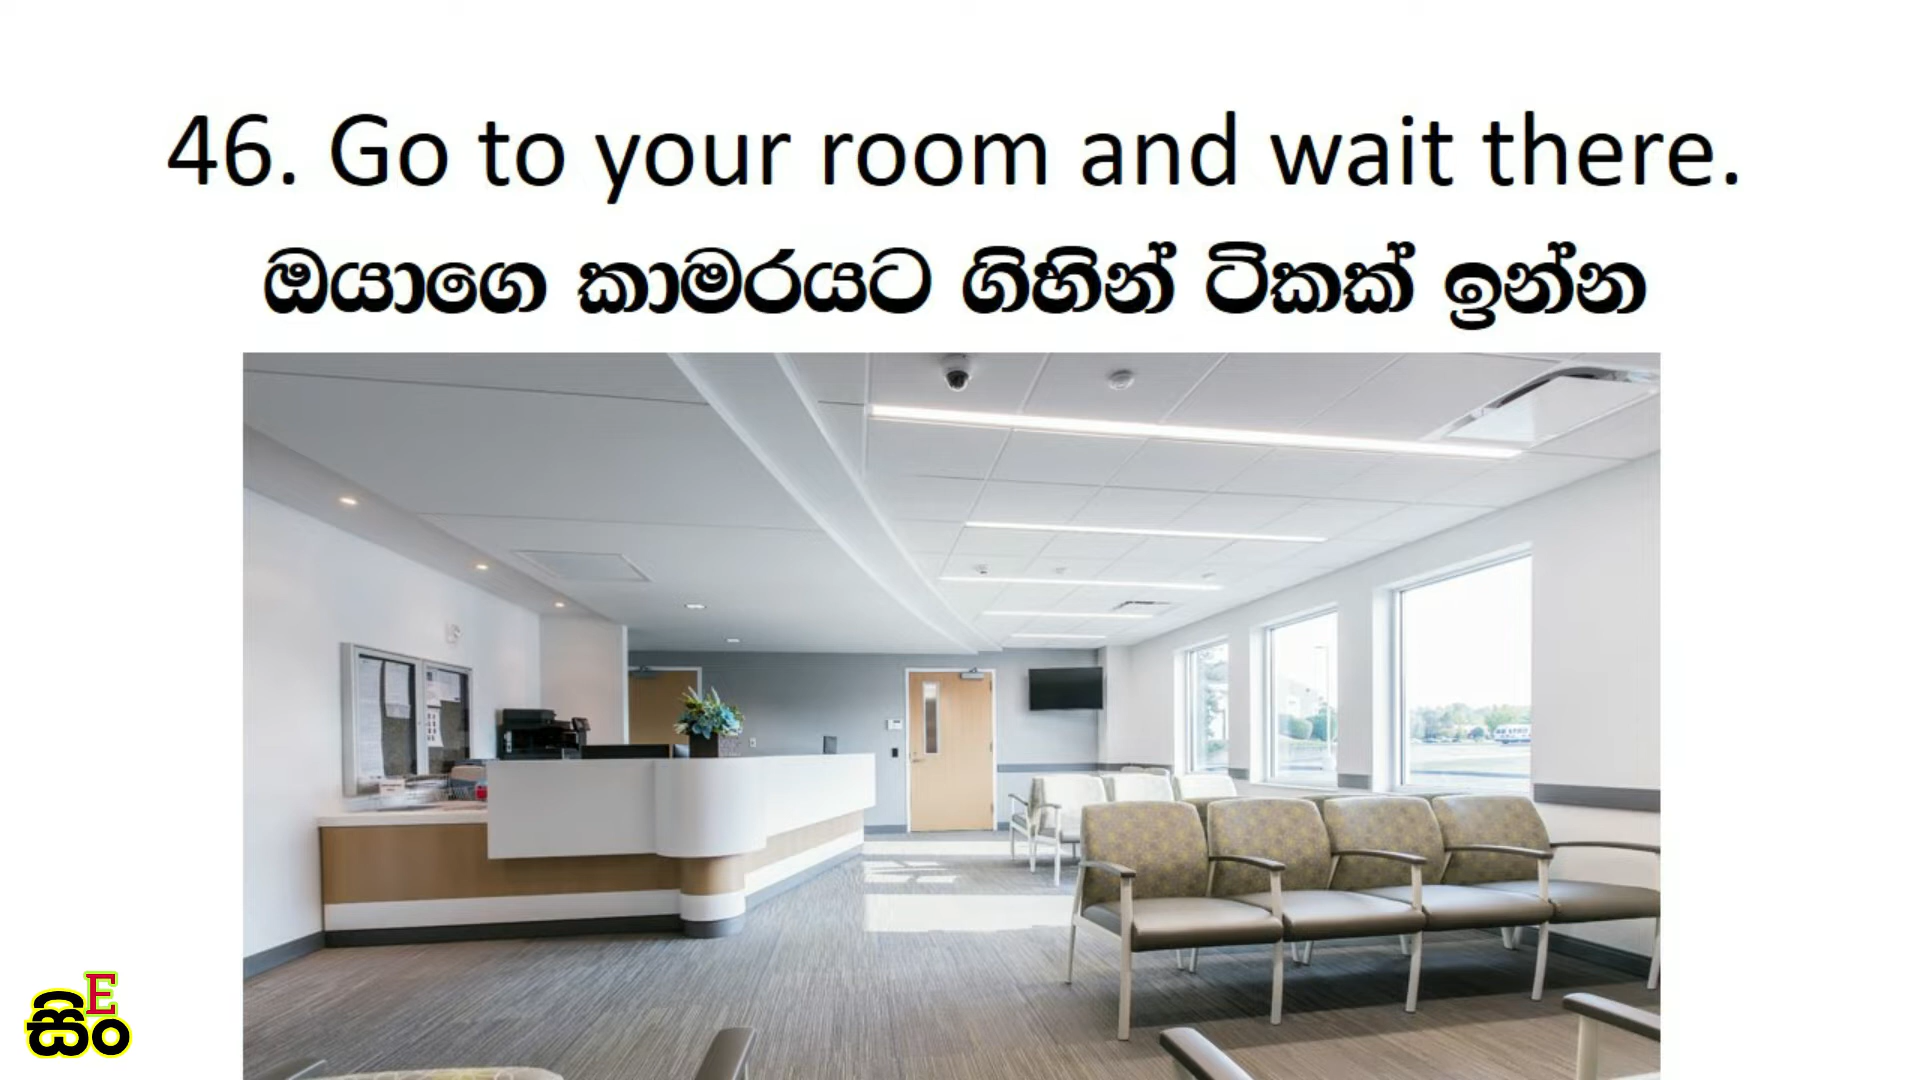 46. Go to your room and wait there.
ඔයාගෙ කාමරයට ගිහින් ටිකක් ඉන්න
E
සිං